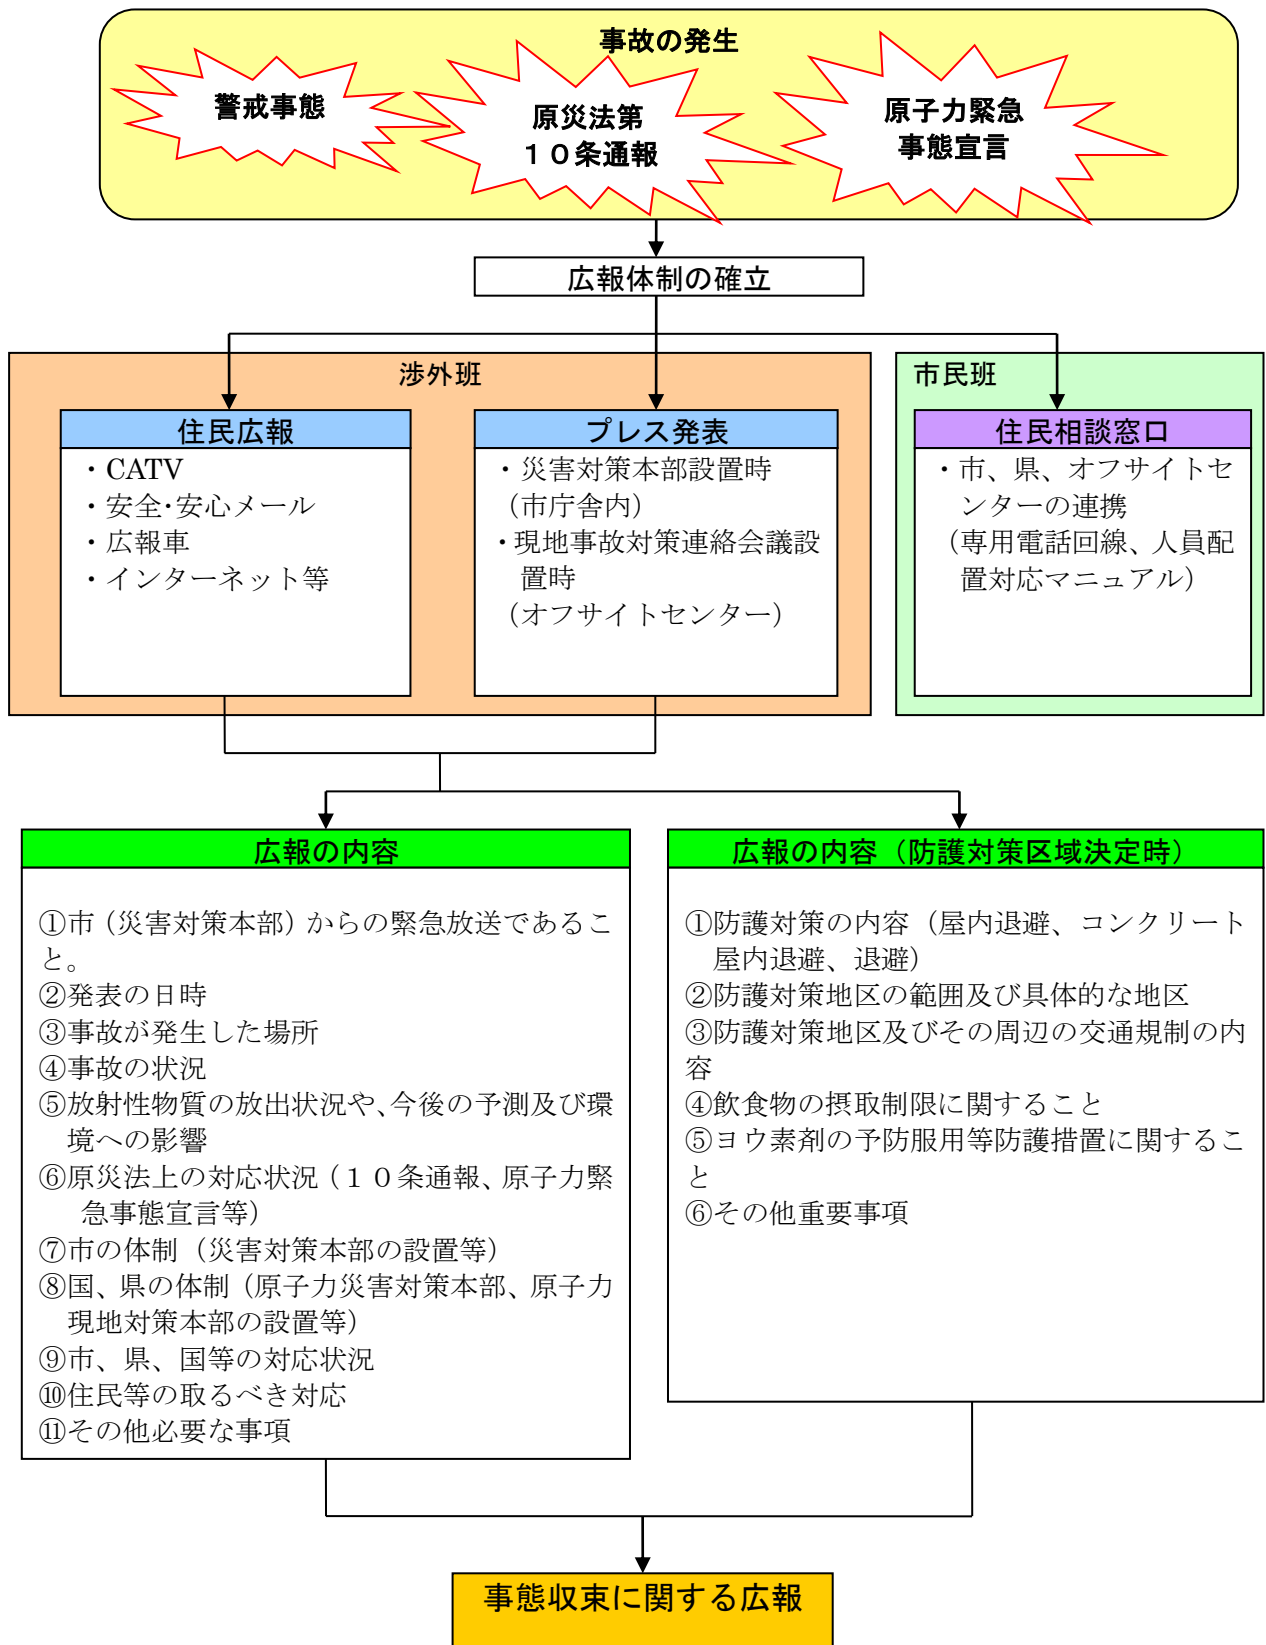 事故の発生
警戒事態
原災法第
１０条通報
原子力緊急
事態宣言
広報体制の確立
渉外班
住民広報
・CATV
・安全･安心メール
・広報車
・インターネット等
プレス発表
・災害対策本部設置時
（市庁舎内）
・現地事故対策連絡会議設
置時
（オフサイトセンター）
市民班
住民相談窓口
・市、県、オフサイトセ
ンターの連携
（専用電話回線、人員配
置対応マニュアル）
広報の内容
①市（災害対策本部）からの緊急放送であるこ
と。
②発表の日時
③事故が発生した場所
④事故の状況
⑤放射性物質の放出状況や、今後の予測及び環
境への影響
⑥原災法上の対応状況（１０条通報、原子力緊
急事態宣言等）
⑦市の体制（災害対策本部の設置等）
⑧国、県の体制（原子力災害対策本部、原子力
現地対策本部の設置等）
⑨市、県、国等の対応状況
⑩住民等の取るべき対応
⑪その他必要な事項
広報の内容（防護対策区域決定時）
①防護対策の内容（屋内退避、コンクリート
屋内退避、退避）
②防護対策地区の範囲及び具体的な地区
③防護対策地区及びその周辺の交通規制の内
容
④飲食物の摂取制限に関すること
⑤ヨウ素剤の予防服用等防護措置に関するこ
と
⑥その他重要事項
事態収束に関する広報